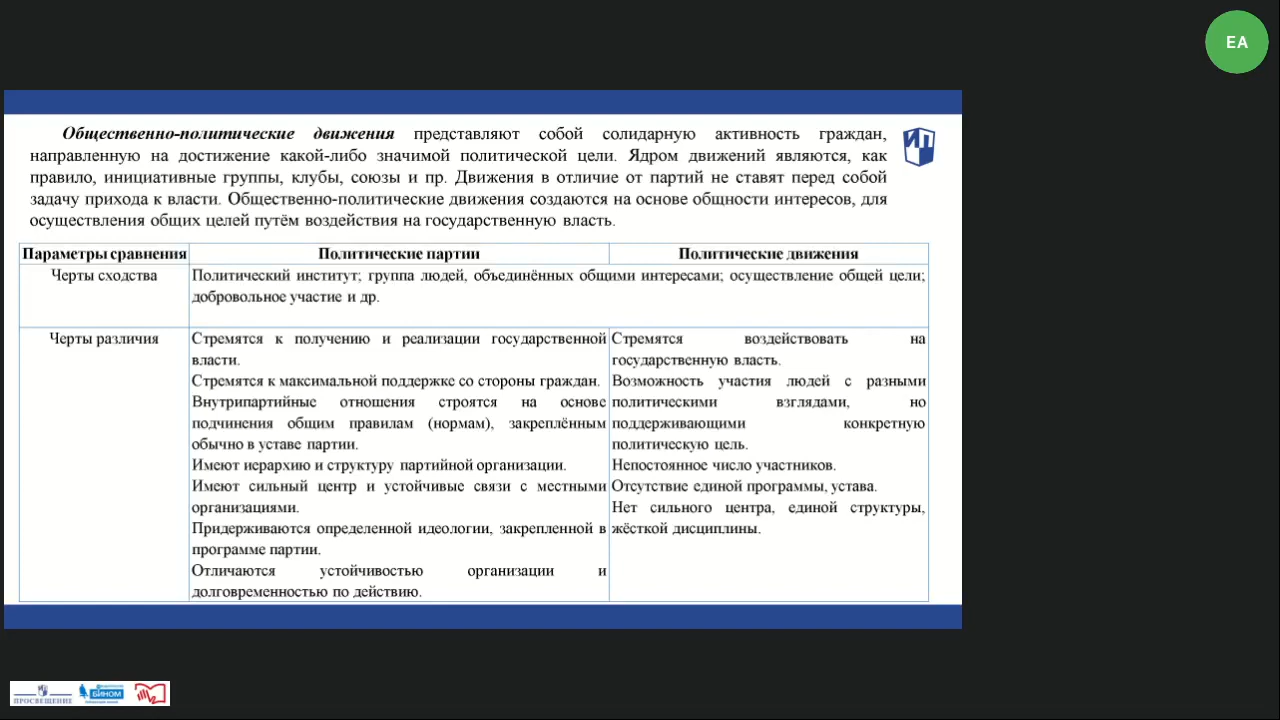 EA
Общественно-политические движения представляют собой солидарную активность граждан,
направленную на достижение какой-либо значимой политической цели. Ядром движений являются, как
правило, инициативные группы, клубы, союзы и пр. Движения в отличие от партий не ставят перед собой
задачу прихода к власти. Общественно-политические движения создаются на основе общности интересов, для
осуществления общих целей путём воздействия на государственную власть.
Параметры сравнения
Политические партии
Политические движения
Черты сходства
Политический институт; группа людей, объединённых общими интересами; осуществление общей цели;
добровольное участие и др.
Черты различия
Стремятся к получению и реализации государственной
власти.
Стремятся к максимальной поддержке со стороны граждан.
Внутрипартийные отношения строятся на основе
подчинения общим правилам (нормам), закреплённым
обычно в уставе партии.
Имеют иерархию и структуру партийной организации.
Имеют сильный центр и устойчивые связи с местными
организациями.
Придерживаются определенной идеологии, закрепленной в
программе партии.
Отличаются устойчивостью организации и
долговременностью по действию.
Стремятся воздействовать на
государственную власть.
Возможность участия людей с разными
политическими взглядами, но
поддерживающими конкретную
политическую цель.
Непостоянное число участников.
Отсутствие единой программы, устава.
Нет сильного центра, единой структуры,
жёсткой дисциплины.
ПРОСВЕЩЕНИЕ
БИНОМ